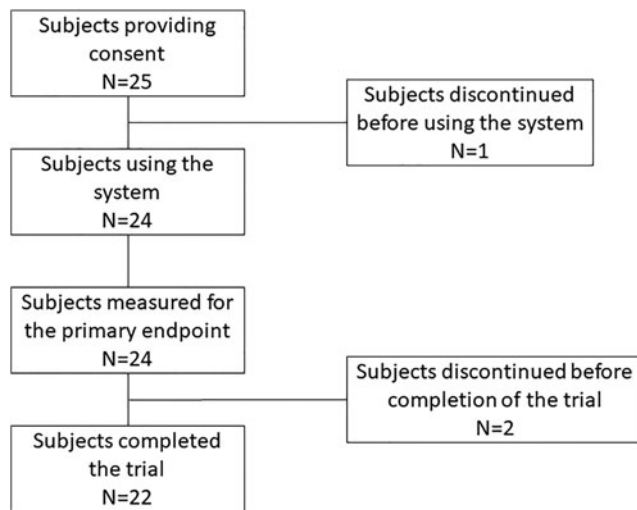 Subjects providing
consent
N=25
Subjects discontinued
before using the system
N=1
Subjects using the
system
N=24
Subjects measured for
the primary endpoint
N=24
Subjects discontinued before
completion of the trial
N=2
Subjects completed
the trial
N=22